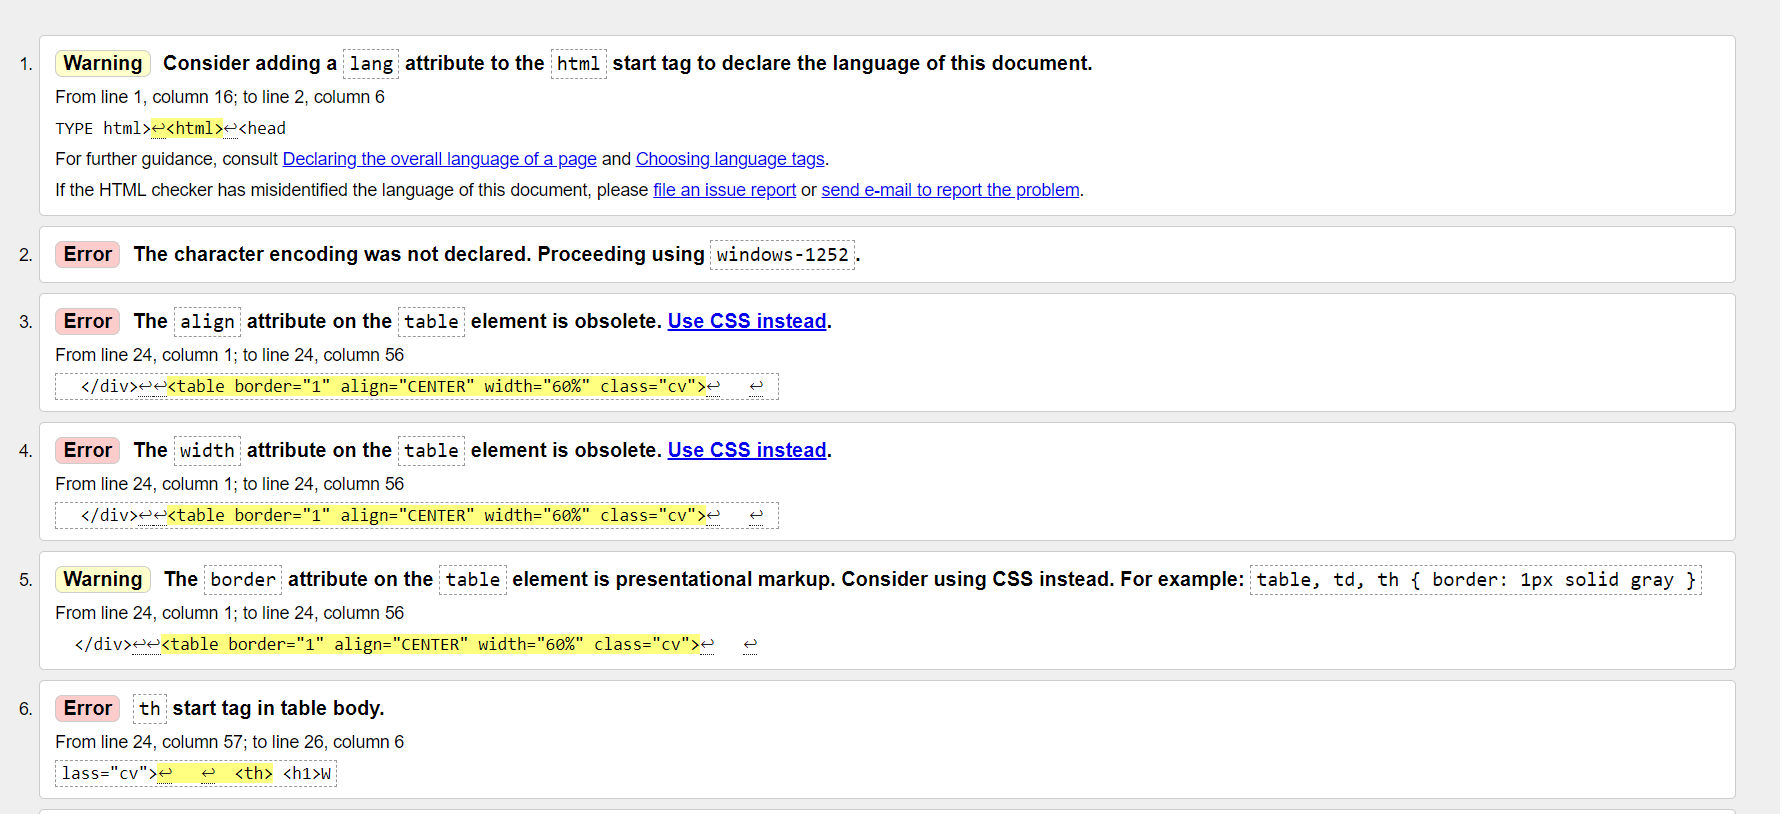 1. Warning Consider adding a lang attribute to the html start tag to declare the language of this document.
From line 1, column 16; to line 2, column 6
TYPE html>↩<html>↩<head
For further guidance, consult Declaring the overall language of a page and Choosing language tags.
If the HTML checker has misidentified the language of this document, please file an issue report or send e-mail to report the problem.
2. Error The character encoding was not declared. Proceeding using windows-1252.
3. Error The align attribute on the table element is obsolete. Use CSS instead.
From line 24, column 1; to line 24, column 56
</div>↩↩<table border="1" align="CENTER" width="60%" class="cv">↩ ↩
4. Error The width attribute on the table element is obsolete. Use CSS instead.
From line 24, column 1; to line 24, column 56
</div>↩↩<table border="1" align="CENTER" width="60%" class="cv">↩ ↩
5. Warning The border attribute on the table element is presentational markup. Consider using CSS instead. For example: table, td, th { border: 1px solid gray }
From line 24, column 1; to line 24, column 56
</div>↩↩<table border="1" align="CENTER" width="60%" class="cv">↩ ↩
6. Error th start tag in table body.
From line 24, column 57; to line 26, column 6
lass="cv">↩ ↩ <th> <h1>W